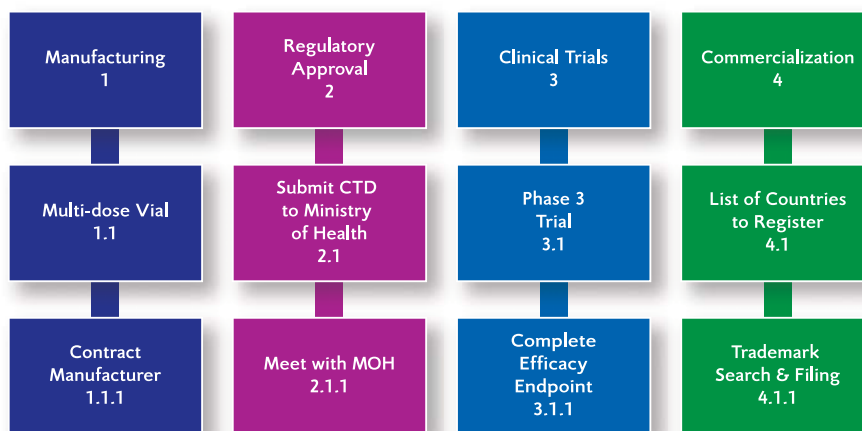 Manufacturing
1
Regulatory
Approval
2
Clinical Trials
3
Commercialization
4
Multi-dose Vial
1.1
Submit CTD
to Ministry
of Health
2.1
Phase 3
Trial
3.1
List of Countries
to Register
4.1
Contract
Manufacturer
1.1.1
Meet with MOH
2.1.1
Complete
Efficacy
Endpoint
3.1.1
Trademark
Search & Filing
4.1.1